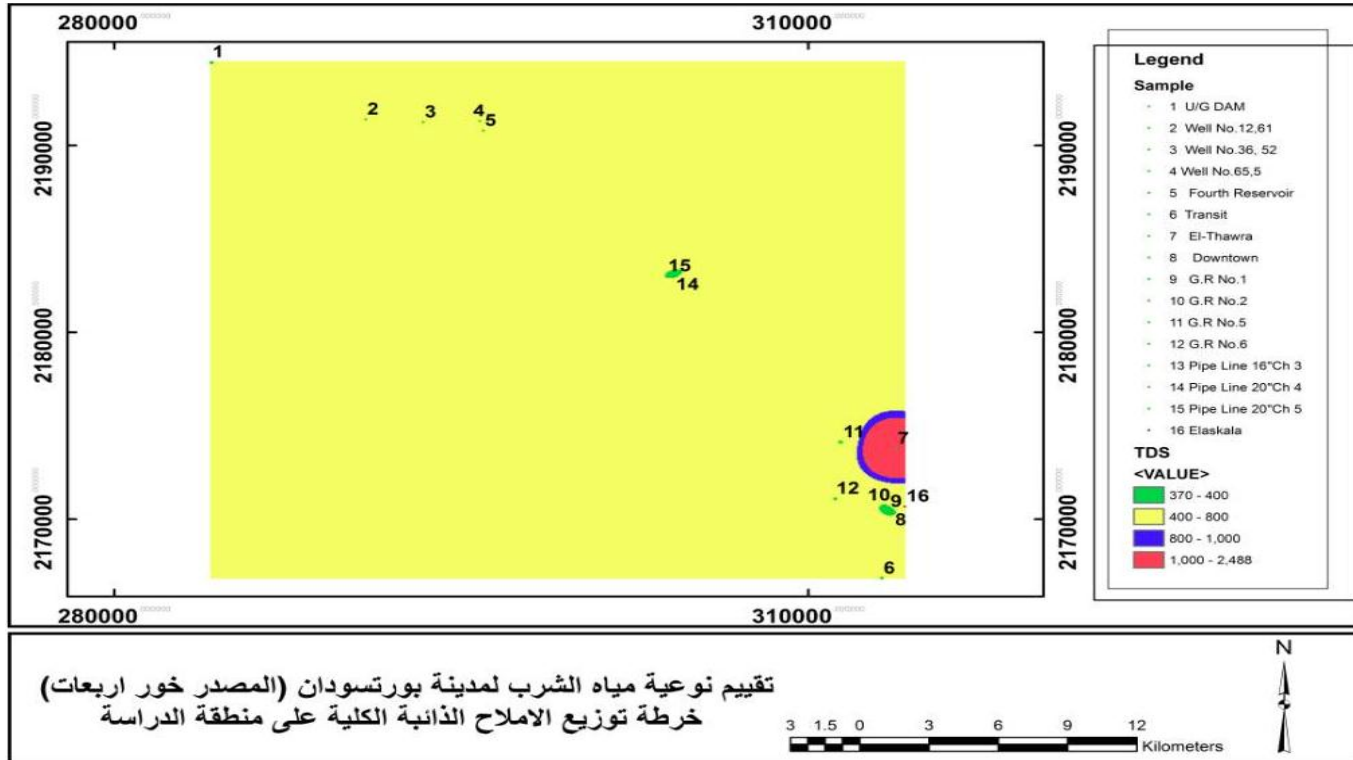 280000
310000
1
2
3
4
5
2190000
2190000
15
14
2180000
2180000
11
7
12
10
9
16
8
2170000
2170000
6
280000
310000
Legend
Sample
1 U/G DAM
2 Well No.12,61
3 Well No.36, 52
4 Well No.65,5
5 Fourth Reservoir
6 Transit
7 El-Thawra
8 Downtown
9 G.R No.1
10 G.R No.2
11 G.R No.5
12 G.R No.6
13 Pipe Line 16"Ch 3
14 Pipe Line 20"Ch 4
15 Pipe Line 20"Ch 5
16 Elaskala
TDS
<VALUE>
370 - 400
400 - 800
800 - 1,000
1,000 - 2,488
تقييم نوعية مياه الشرب لمدينة بورتسودان (المصدر خور اربعات)
خرطة توزيع الاملاح الذائبة الكلية على منطقة الدراسة
N
3 1.5 0 3 6 9 12
Kilometers